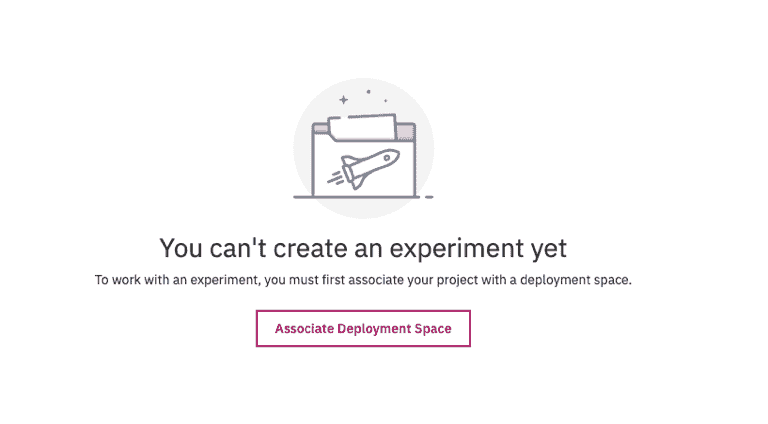 You can't create an experiment yet
To work with an experiment, you must first associate your project with a deployment space.
Associate Deployment Space